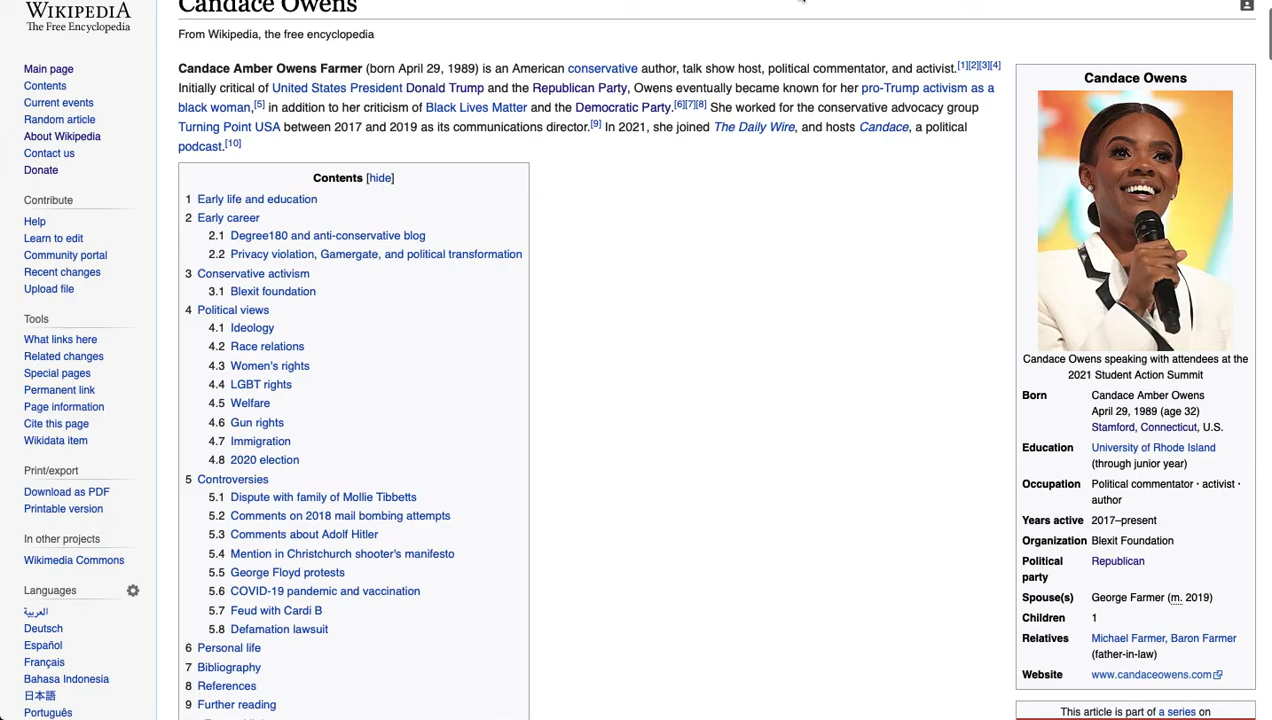 WIKIPEDIA
The Free Encyclopedia
Main page
Contents
Current events
Random article
About Wikipedia
Contact us
Donate
Contribute
Help
Learn to edit
Community portal
Recent changes
Upload file
Tools
What links here
Related changes
Special pages
Permanent link
Page information
Cite this page
Wikidata item
Print/export
Download as PDF
Printable version
In other projects
Wikimedia Commons
Languages
العربية
Deutsch
Español
Français
Bahasa Indonesia
日本語
Português
Candace Owens
From Wikipedia, the free encyclopedia
Candace Amber Owens Farmer (born April 29, 1989) is an American conservative author, talk show host, political commentator, and activist.[1][2][3][4]
Initially critical of United States President Donald Trump and the Republican Party, Owens eventually became known for her pro-Trump activism as a
black woman,[5] in addition to her criticism of Black Lives Matter and the Democratic Party.[6][7][8] She worked for the conservative advocacy group
Turning Point USA between 2017 and 2019 as its communications director.[9] In 2021, she joined The Daily Wire, and hosts Candace, a political
podcast.[10]
Contents [hide]
1 Early life and education
2 Early career
2.1 Degree180 and anti-conservative blog
2.2 Privacy violation, Gamergate, and political transformation
3 Conservative activism
3.1 Blexit foundation
4 Political views
4.1 Ideology
4.2 Race relations
4.3 Women's rights
4.4 LGBT rights
4.5 Welfare
4.6 Gun rights
4.7 Immigration
4.8 2020 election
5 Controversies
5.1 Dispute with family of Mollie Tibbetts
5.2 Comments on 2018 mail bombing attempts
5.3 Comments about Adolf Hitler
5.4 Mention in Christchurch shooter's manifesto
5.5 George Floyd protests
5.6 COVID-19 pandemic and vaccination
5.7 Feud with Cardi B
5.8 Defamation lawsuit
6 Personal life
7 Bibliography
8 References
9 Further reading
Candace Owens
Candace Owens speaking with attendees at the
2021 Student Action Summit
Born Candace Amber Owens
April 29, 1989 (age 32)
Stamford, Connecticut, U.S.
Education University of Rhode Island
(through junior year)
Occupation Political commentator · activist ·
author
Years active 2017–present
Organization Blexit Foundation
Political Republican
party
Spouse(s) George Farmer (m. 2019)
Children 1
Relatives Michael Farmer, Baron Farmer
(father-in-law)
Website www.candaceowens.com
This article is part of a series on